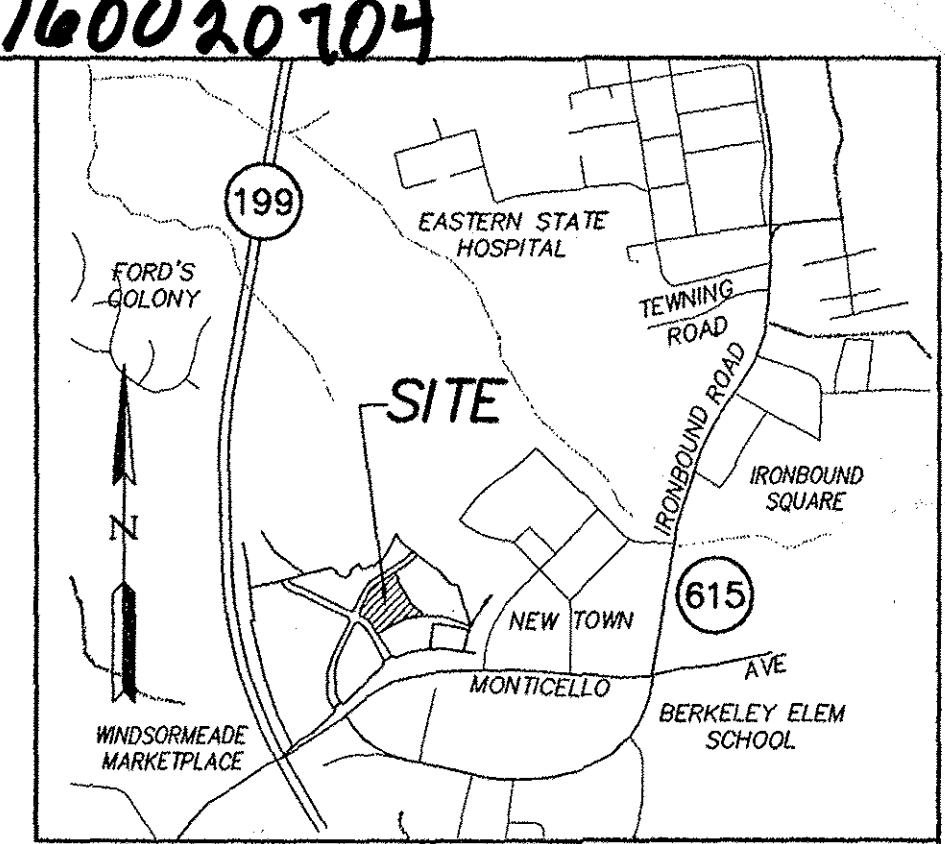 160020704
199
EASTERN STATE
HOSPITAL
FORD'S
COLONY
TEWNING
ROAD
SITE
IRONBOUND ROAD
IRONBOUND
SQUARE
N
615
NEW TOWN
MONTICELLO
AVE
BERKELEY ELEM
SCHOOL
WINDSORMEADE
MARKETPLACE